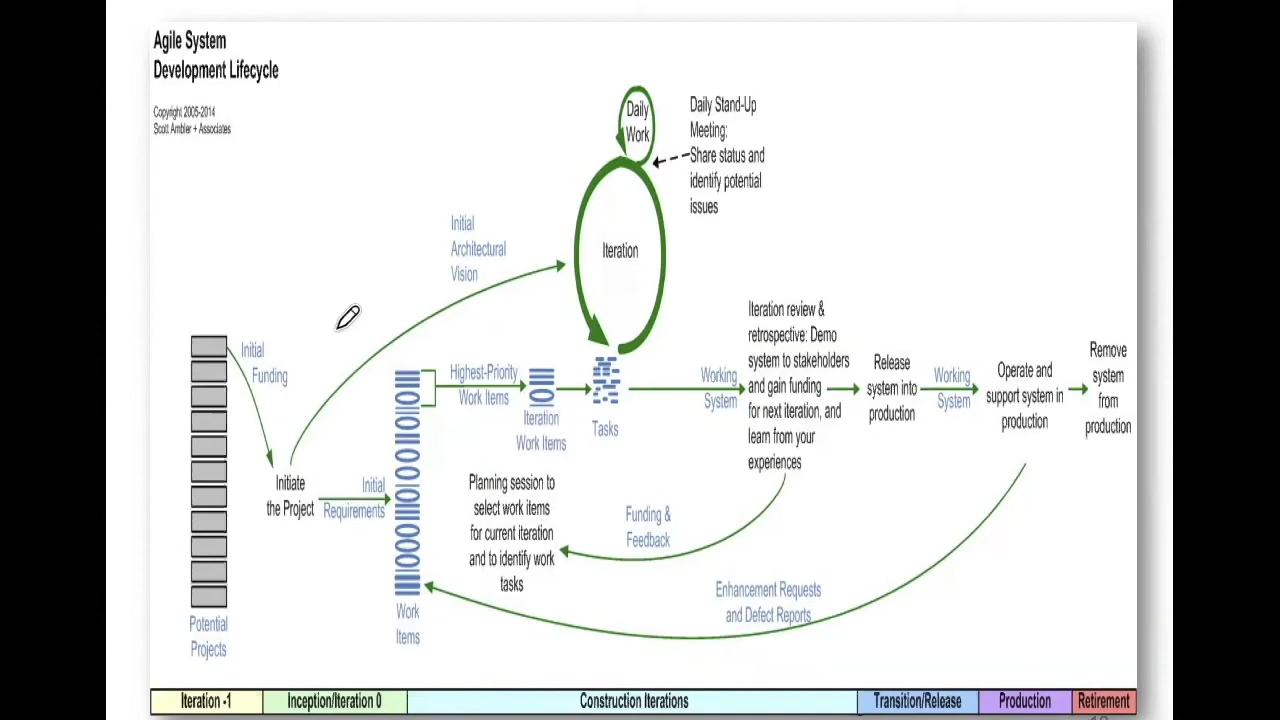 Agile System
Development Lifecycle
Copyright 2005-2014
Scott Ambler + Associates
Daily
Work
Daily Stand-Up
Meeting:
Share status and
identify potential
issues
Initial
Architectural
Vision
Iteration
Initial
Funding
Initiate
the Project
Initial
Requirements
Potential
Projects
Work
Items
Highest-Priority
Work Items
Iteration
Work Items
Tasks
Planning session to
select work items
for current iteration
and to identify work
tasks
Working
System
Iteration review &
retrospective: Demo
system to stakeholders
and gain funding
for next iteration, and
learn from your
experiences
Funding &
Feedback
Release
system into
production
Working
System
Operate and
support system in
production
Remove
system
from
production
Enhancement Requests
and Defect Reports
Iteration -1
Inception/Iteration 0
Construction Iterations
Transition/Release
Production
Retirement